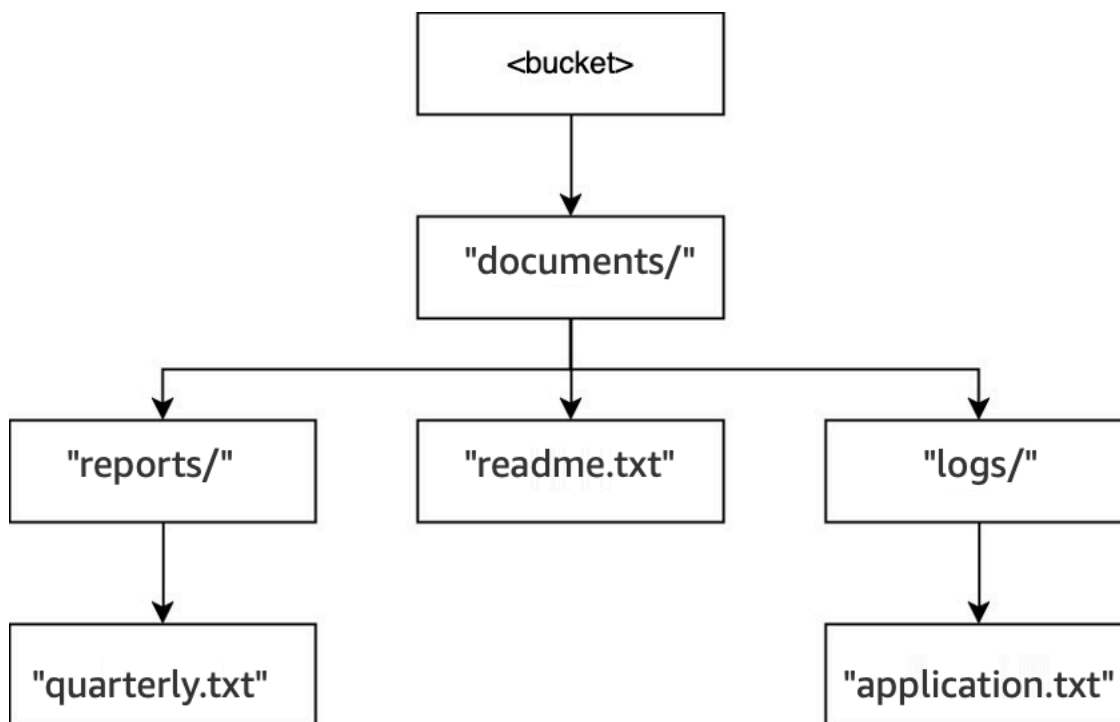 <bucket>
"documents/"
"reports/"
"readme.txt"
"logs/"
"quarterly.txt"
"application.txt"